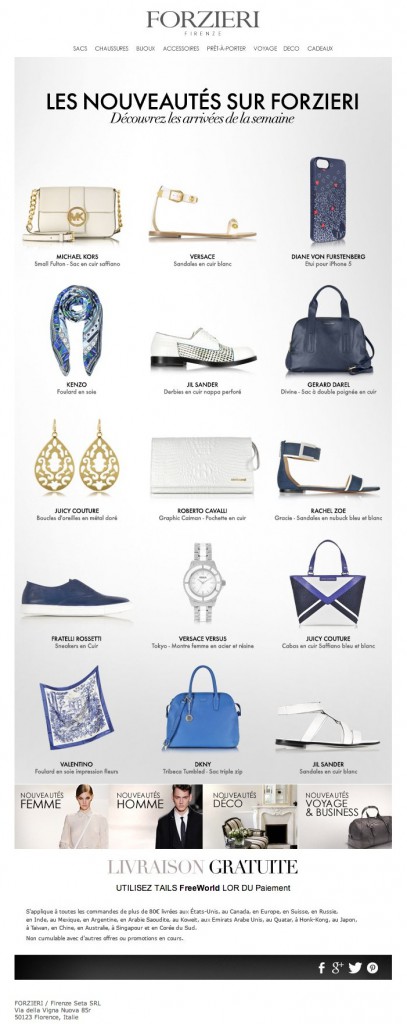 FORZIERI
FIRENZE
SACS CHAUSSURES BIJOUX ACCESSOIRES PRÊT-À-PORTER VOYAGE DECO CADEAUX
LES NOUVEAUTÉS SUR FORZIERI
Découvrez les arrivées de la semaine
MICHAEL KORS
Small Fulton - Sac en cuir saffiano
VERSACE
Sandales en cuir blanc
DIANE VON FURSTENBERG
Etui pour iPhone 5
KENZO
Foulard en soie
JIL SANDER
Derbies en cuir nappa perforé
GERARD DAREL
Divine - Sac à double poignée en cuir
JUICY COUTURE
Boucles d'oreilles en métal doré
ROBERTO CAVALLI
Graphic Caiman - Pochette en cuir
RACHEL ZOE
Gracie - Sandales en nubuck bleu et blanc
FRATELLI ROSSETTI
Sneakers en Cuir
VERSACE VERSUS
Tokyo - Montre femme en acier et résine
JUICY COUTURE
Cabas en cuir Saffiano bleu et blanc
VALENTINO
Foulard en soie impression fleurs
DKNY
Tribeca Tumbled - Sac triple zip
JIL SANDER
Sandales en cuir blanc
NOUVEAUTÉS
FEMME
NOUVEAUTÉS
HOMME
NOUVEAUTÉS
DÉCO
NOUVEAUTÉS
VOYAGE
& BUSINESS
LIVRAISON GRATUITE
UTILISEZ TAILS FreeWorld LOR DU Paiement
S'applique à toutes les commandes de plus de 80€ livrées aux États-Unis, au Canada, en Europe, en Suisse, en Russie,
en Inde, au Mexique, en Argentine, en Arabie Saoudite, au Koweit, aux Emirats Arabe Unis, au Quatar, à Honk-Kong, au Japon,
à Taiwan, en Chine, en Australie, à Singapour et en Corée du Sud.
Non cumulable avec d'autres offres ou promotions en cours.
FORZIERI / Firenze Seta SRL
Via della Vigna Nuova 85r
50123 Florence, Italie